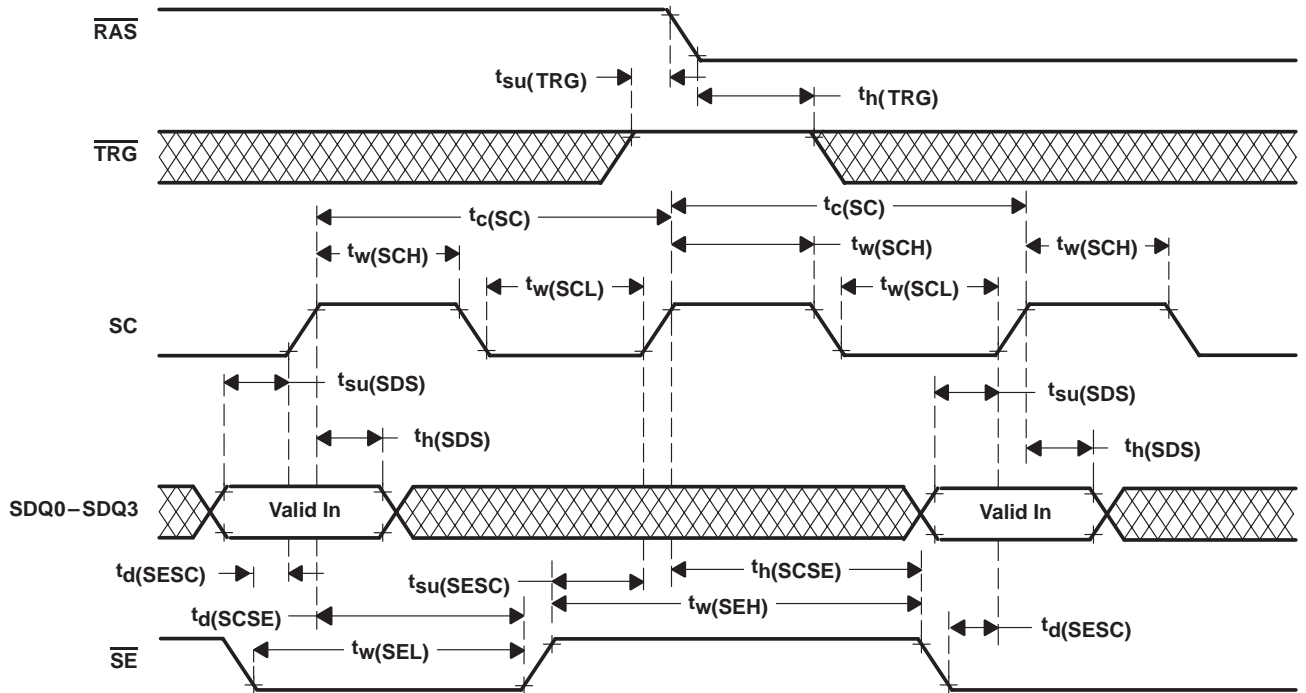 RAS
tsu(TRG)
th(TRG)
TRG
tc(SC) tc(SC)
tw(SCH) tw(SCH) tw(SCH)
tw(SCL) tw(SCL)
SC
tsu(SDS) tsu(SDS)
th(SDS) th(SDS)
SDQ0–SDQ3 Valid In Valid In
td(SESC) tsu(SESC) th(SCSE)
td(SCSE) tw(SEH)
td(SESC)
tw(SEL)
SE